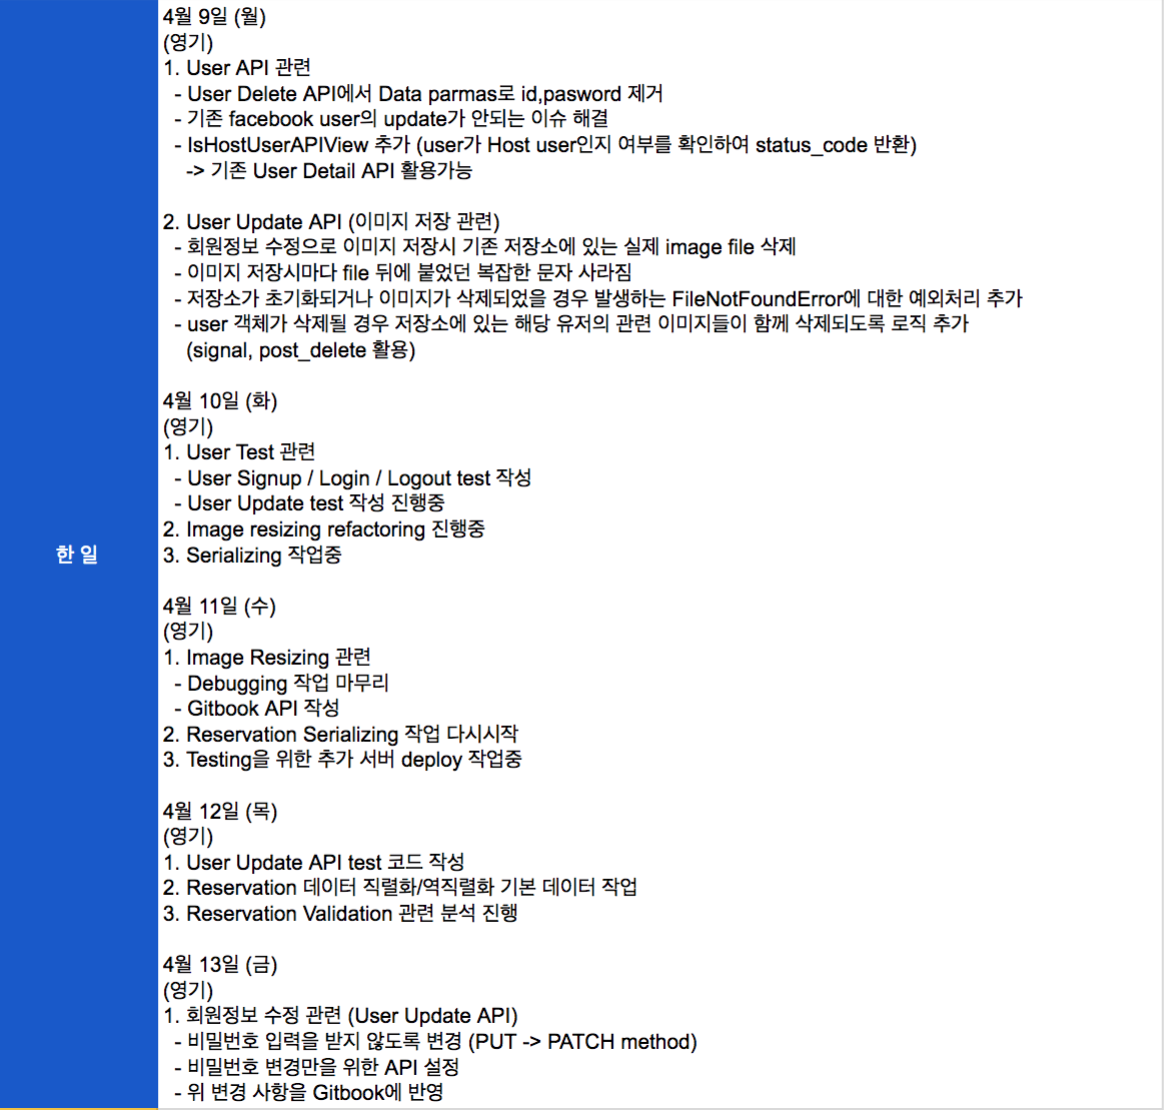 한 일
4월 9일 (월)
(영기)
1. User API 관련
- User Delete API에서 Data parmas로 id,pasword 제거
- 기존 facebook user의 update가 안되는 이슈 해결
- IsHostUserAPIView 추가 (user가 Host user인지 여부를 확인하여 status_code 반환)
-> 기존 User Detail API 활용가능
2. User Update API (이미지 저장 관련)
- 회원정보 수정으로 이미지 저장시 기존 저장소에 있는 실제 image file 삭제
- 이미지 저장시마다 file 뒤에 붙었던 복잡한 문자 사라짐
- 저장소가 초기화되거나 이미지가 삭제되었을 경우 발생하는 FileNotFoundError에 대한 예외처리 추가
- user 객체가 삭제될 경우 저장소에 있는 해당 유저의 관련 이미지들이 함께 삭제되도록 로직 추가
(signal, post_delete 활용)
4월 10일 (화)
(영기)
1. User Test 관련
- User Signup / Login / Logout test 작성
- User Update test 작성 진행중
2. Image resizing refactoring 진행중
3. Serializing 작업중
4월 11일 (수)
(영기)
1. Image Resizing 관련
- Debugging 작업 마무리
- Gitbook API 작성
2. Reservation Serializing 작업 다시시작
3. Testing을 위한 추가 서버 deploy 작업중
4월 12일 (목)
(영기)
1. User Update API test 코드 작성
2. Reservation 데이터 직렬화/역직렬화 기본 데이터 작업
3. Reservation Validation 관련 분석 진행
4월 13일 (금)
(영기)
1. 회원정보 수정 관련 (User Update API)
- 비밀번호 입력을 받지 않도록 변경 (PUT -> PATCH method)
- 비밀번호 변경만을 위한 API 설정
- 위 변경 사항을 Gitbook에 반영